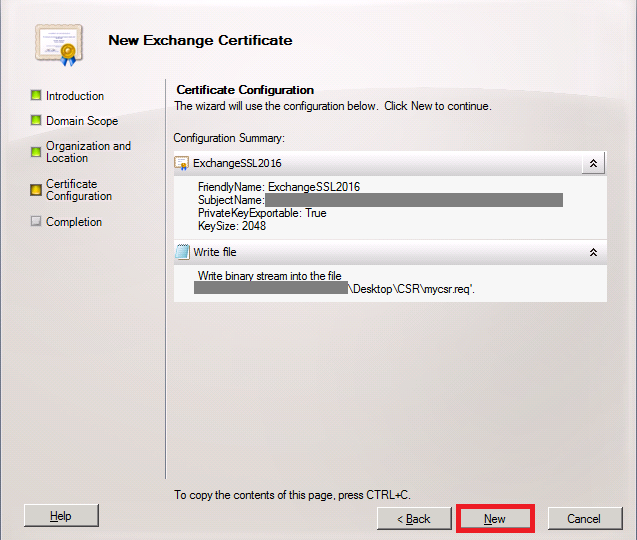 New Exchange Certificate
Introduction
Domain Scope
Organization and
Location
Certificate
Configuration
Completion
Certificate Configuration
The wizard will use the configuration below. Click New to continue.
Configuration Summary:
ExchangeSSL2016
FriendlyName: ExchangeSSL2016
SubjectName:
PrivateKeyExportable: True
KeySize: 2048
Write file
Write binary stream into the file
\Desktop\CSR\mycsr.req'.
To copy the contents of this page, press CTRL+C.
Help
< Back
New
Cancel